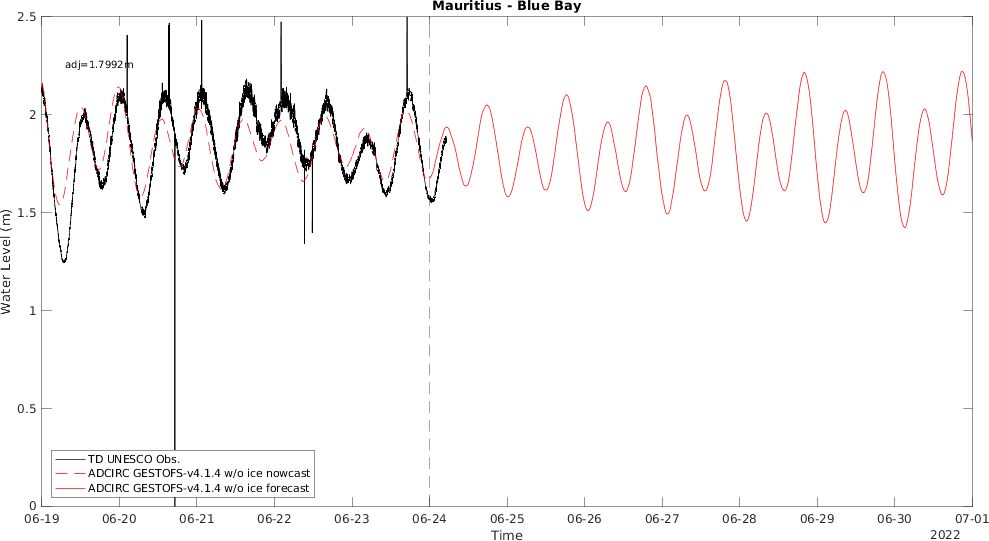 Mauritius - Blue Bay
2.5
adj=1.7992m
2
1.5
Water Level (m)
1
0.5
TD UNESCO Obs.
ADCIRC GESTOFS-v4.1.4 w/o ice nowcast
ADCIRC GESTOFS-v4.1.4 w/o ice forecast
0
06-19 06-20 06-21 06-22 06-23 06-24 06-25 06-26 06-27 06-28 06-29 06-30 07-01
Time
2022